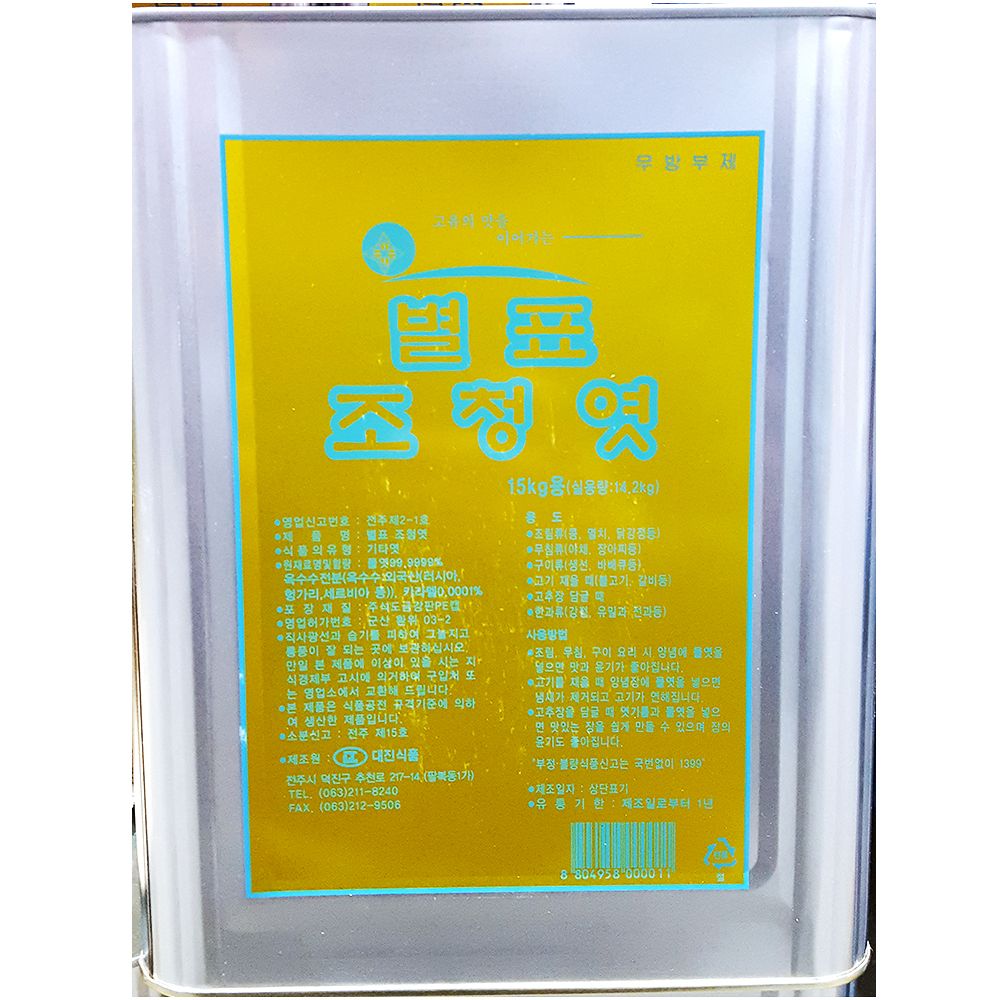 무방부제
고유의 맛을
이어가는
별표
조청엿
15kg용(실용량:14.2kg)
●영업신고번호 : 전주제2-1호
●제 품 명 : 별표 조청엿
●식품의유형 : 기타엿
●원재료명및함량 : 물엿99.9999%
옥수수전분(옥수수:외국산(러시아,
헝가리,세르비아 등)), 카라멜0.0001%
●포 장 재 질 : 주석도금강판PE캡
●영업허가번호 : 군산 환위 03-2
●직사광선과 습기를 피하여 그늘지고
통풍이 잘 되는 곳에 보관하십시오.
만일 본 제품에 이상이 있을 시는 지
식경제부 고시에 의거하여 구입처 또
는 영업소에서 교환해 드립니다.
●본 제품은 식품공전 규격기준에 의하
여 생산한 제품입니다.
●소분신고 : 전주 제15호
●제조원 : 대진식품
전주시 덕진구 추천로 217-14,(팔복동1가)
TEL. (063)211-8240
FAX. (063)212-9506
용 도
●조림류(콩, 멸치, 닭강정등)
●무침류(야채, 장아찌등)
●구이류(생선, 바베큐등)
●고기 재울 때(불고기, 갈비등)
●고추장 담글 때
●한과류(강정, 유밀과 전과등)
사용방법
●조림, 무침, 구이 요리 시 양념에 물엿을
넣으면 맛과 윤기가 좋아집니다.
●고기를 재울 때 양념장에 물엿을 넣으면
냄새가 제거되고 고기가 연해집니다
●고추장을 담글 때 엿기름과 물엿을 넣으
면 맛있는 장을 쉽게 만들 수 있으며 장의
윤기도 좋아집니다.
"부정·불량식품신고는 국번없이 1399"
●제조일자 : 상단표기
●유 통 기 한 : 제조일로부터 1년
8 804958 000011
철